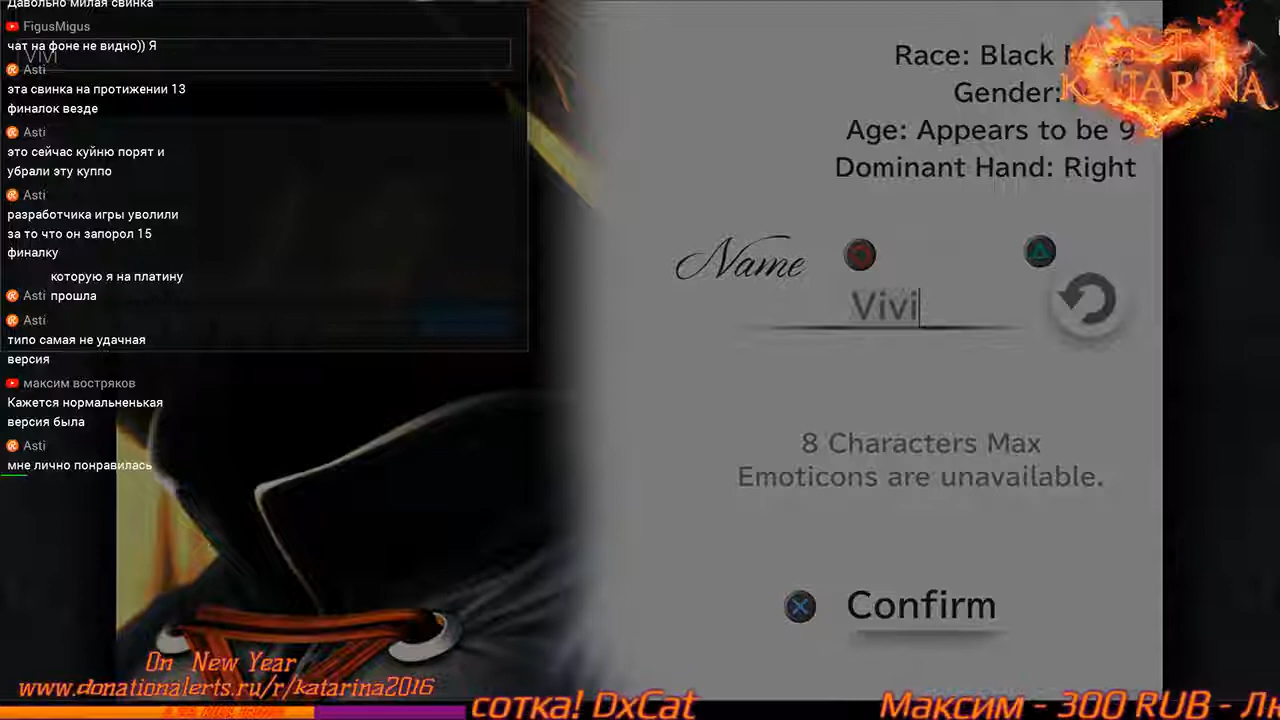 Давольно милая свинка
FigusMigus
чат на фоне не видно)) Я
Vivi
Asti
эта свинка на протижении 13
финалок везде
Asti
это сейчас куйню порят и
убрали эту куппо
Asti
разработчика игры уволили
за то что он запорол 15
финалку
которую я на платину
Asti прошла
Asti
типо самая не удачная
версия
максим востряков
Кажется нормальненькая
версия была
Asti
мне лично понравилась
Race: Black
Gender:
Age: Appears to be 9
Dominant Hand: Right
ASTI
KATARINA
Name
Vivi
8 Characters Max
Emoticons are unavailable.
Confirm
On New Year
www.donationalerts.ru/r/katarina2016
сотка! DxCat
Максим - 300 RUB -